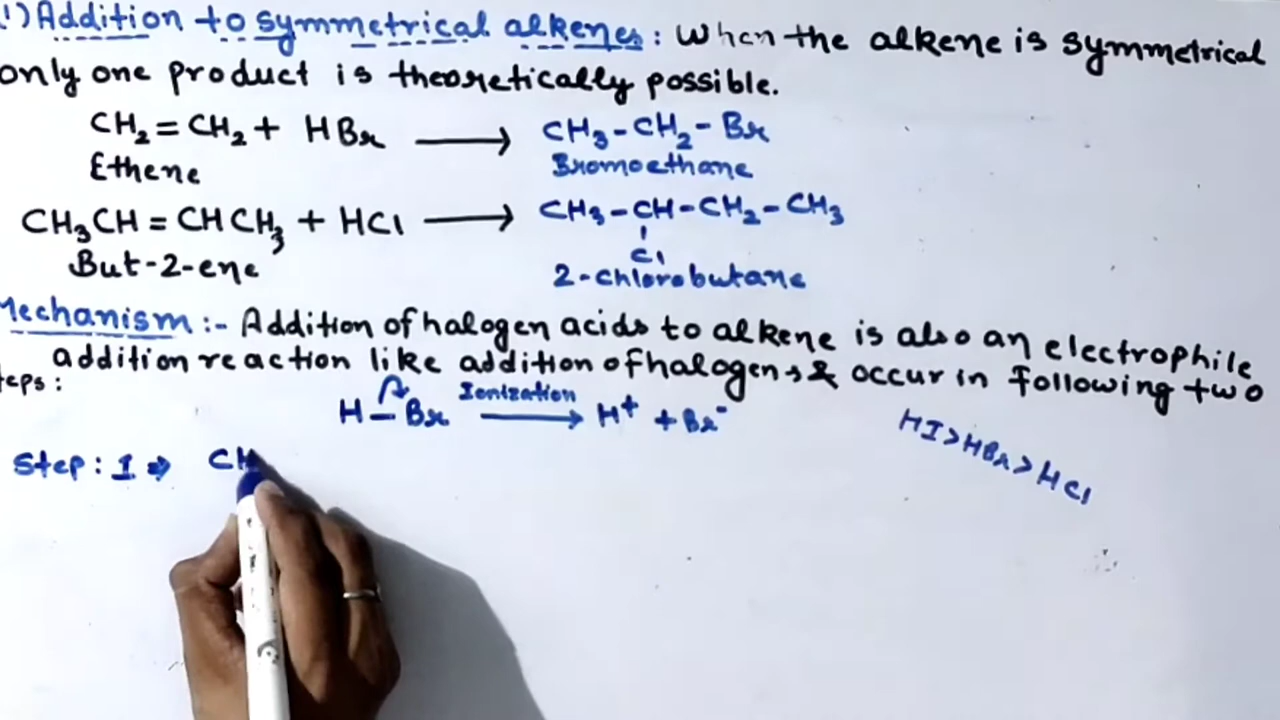 1) Addition to symmetrical alkenes: When the alkene is symmetrical
only one product is theoretically possible.
CH₂=CH₂ + HBr ⟶ CH₃-CH₂-Br
Ethene Bromoethane
CH₃CH=CHCH₃ + HCl ⟶ CH₃-CH-CH₂-CH₃
Cl
But-2-ene 2-chlorobutane
Mechanism:- Addition of halogen acids to alkene is also an electrophile
addition reaction like addition of halogens, & occur in following two
teps:
Ionization
H-Br ⟶ H⁺ + Br⁻
HI>HBr>HCl
Step: I ⇒ CH